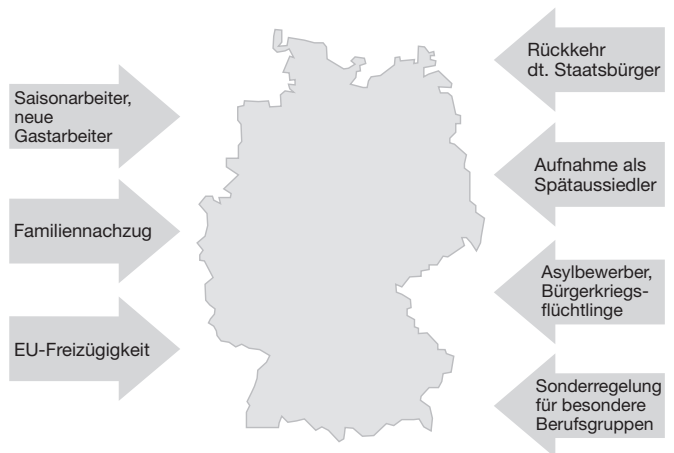 Saisonarbeiter,
neue
Gastarbeiter
Familiennachzug
EU-Freizügigkeit
Rückkehr
dt. Staatsbürger
Aufnahme als
Spätaussiedler
Asylbewerber,
Bürgerkriegs-
flüchtlinge
Sonderregelung
für besondere
Berufsgruppen